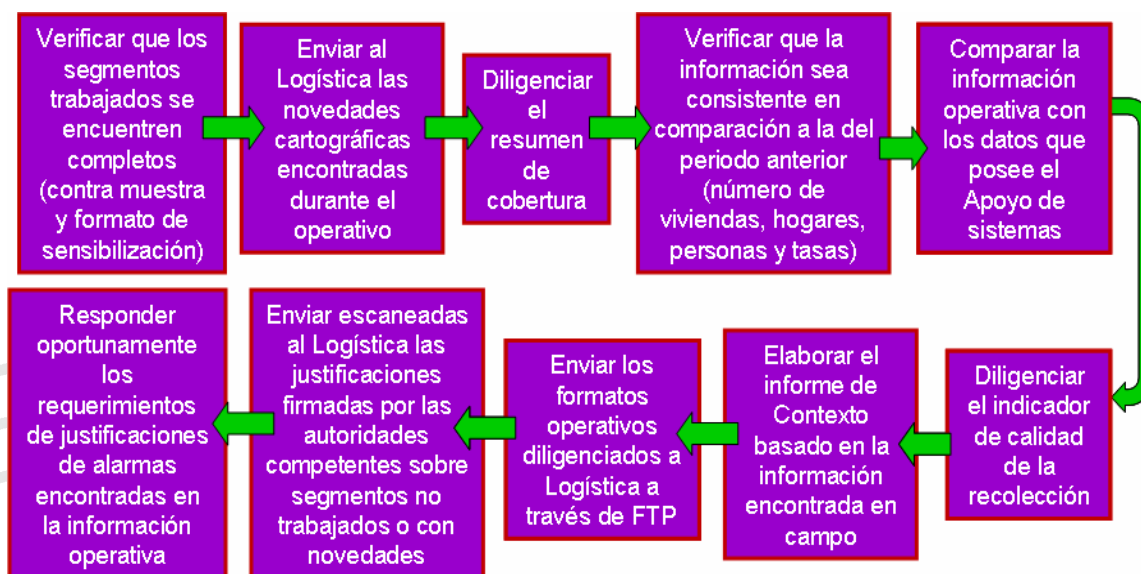 Verificar que los
segmentos
trabajados se
encuentren
completos
(contra muestra
y formato de
sensibilización)
Enviar al
Logística las
novedades
cartográficas
encontradas
durante el
operativo
Diligenciar
el
resumen
de
cobertura
Verificar que la
información sea
consistente en
comparación a la del
periodo anterior
(número de
viviendas, hogares,
personas y tasas)
Comparar la
información
operativa con
los datos que
posee el
Apoyo de
sistemas
Diligenciar
el indicador
de calidad
de la
recolección
Elaborar el
informe de
Contexto
basado en la
información
encontrada en
campo
Enviar los
formatos
operativos
diligenciados a
Logística a
través de FTP
Enviar escaneadas
al Logística las
justificaciones
firmadas por las
autoridades
competentes sobre
segmentos no
trabajados o con
novedades
Responder
oportunamente
los
requerimientos
de justificaciones
de alarmas
encontradas en
la información
operativa